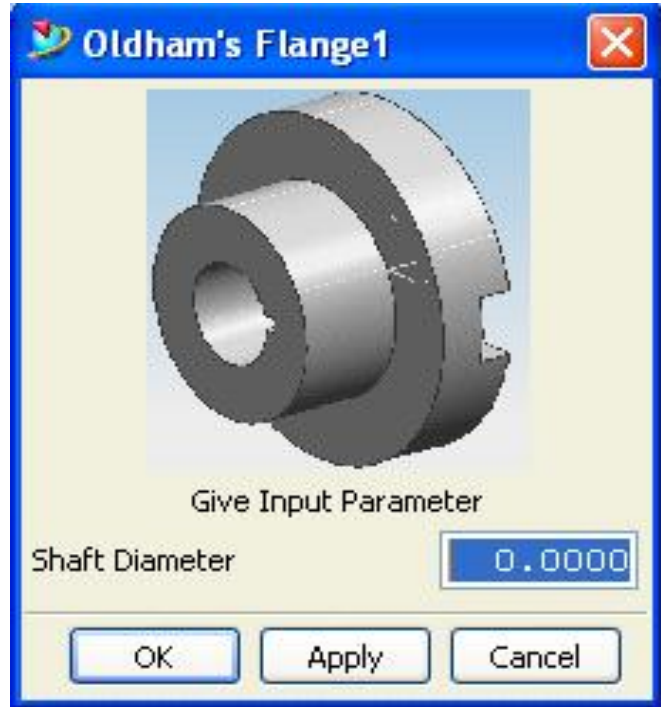 Oldham's Flange1
Give Input Parameter
Shaft Diameter 0.0000
OK Apply Cancel